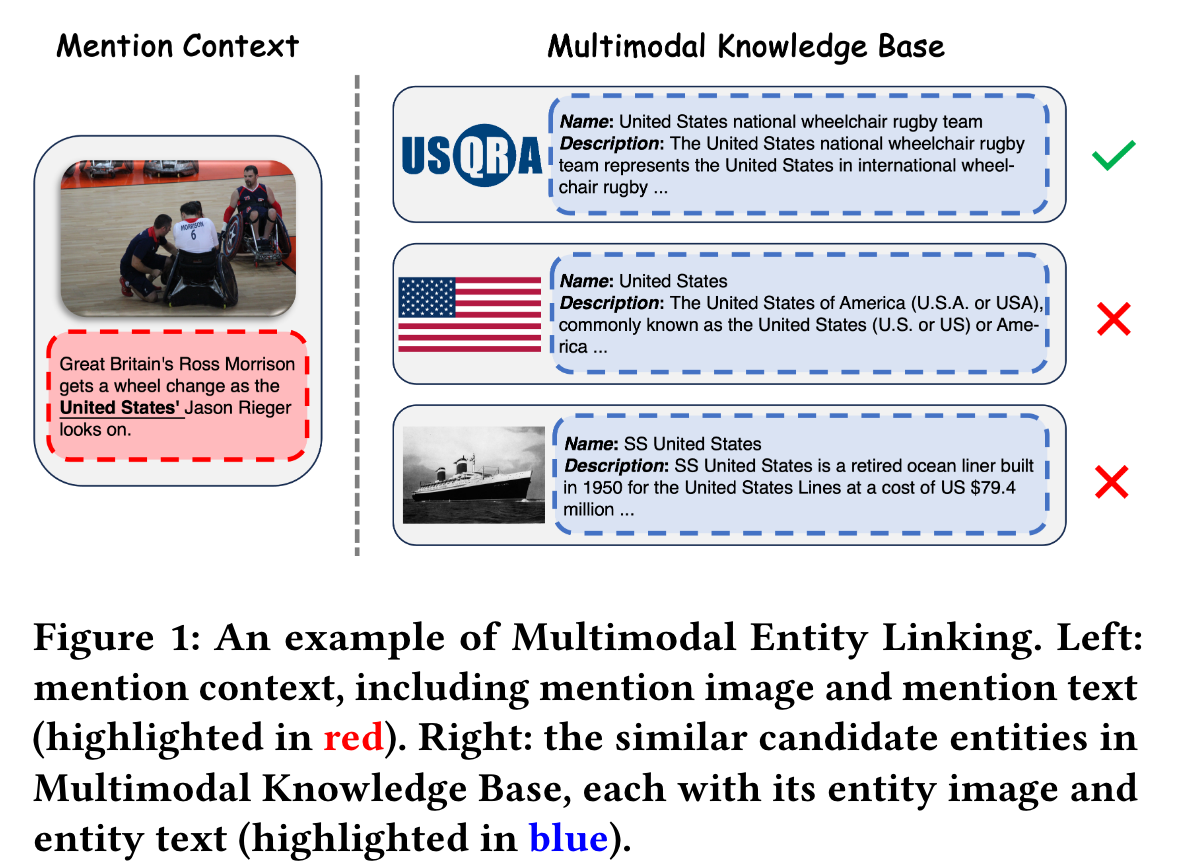 Mention Context
Multimodal Knowledge Base
MORRISON
6
Great Britain's Ross Morrison
gets a wheel change as the
United States' Jason Rieger
looks on.
USQRA
Name: United States national wheelchair rugby team
Description: The United States national wheelchair rugby
team represents the United States in international wheel-
chair rugby ...
Name: United States
Description: The United States of America (U.S.A. or USA),
commonly known as the United States (U.S. or US) or Ame-
rica ...
Name: SS United States
Description: SS United States is a retired ocean liner built
in 1950 for the United States Lines at a cost of US $79.4
million ...
Figure 1: An example of Multimodal Entity Linking. Left:
mention context, including mention image and mention text
(highlighted in red). Right: the similar candidate entities in
Multimodal Knowledge Base, each with its entity image and
entity text (highlighted in blue).